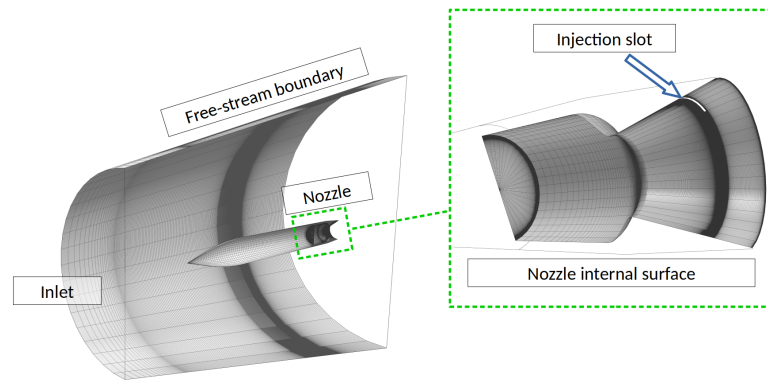 Injection slot
Free-stream boundary
Nozzle
Inlet
Nozzle internal surface